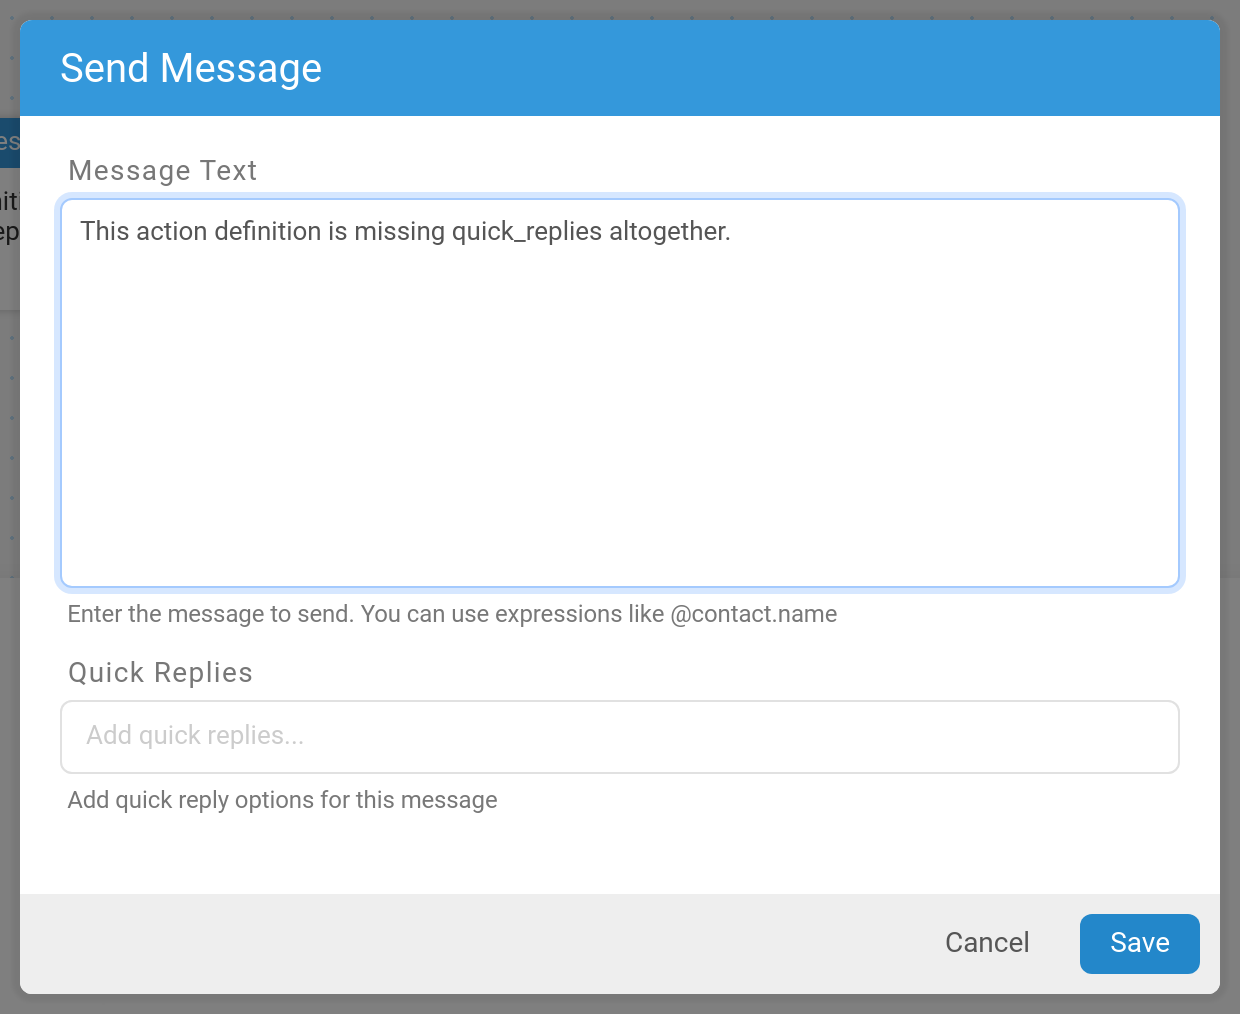 Send Message
Message Text
This action definition is missing quick_replies altogether.
Enter the message to send. You can use expressions like @contact.name
Quick Replies
Add quick replies...
Add quick reply options for this message
Cancel
Save